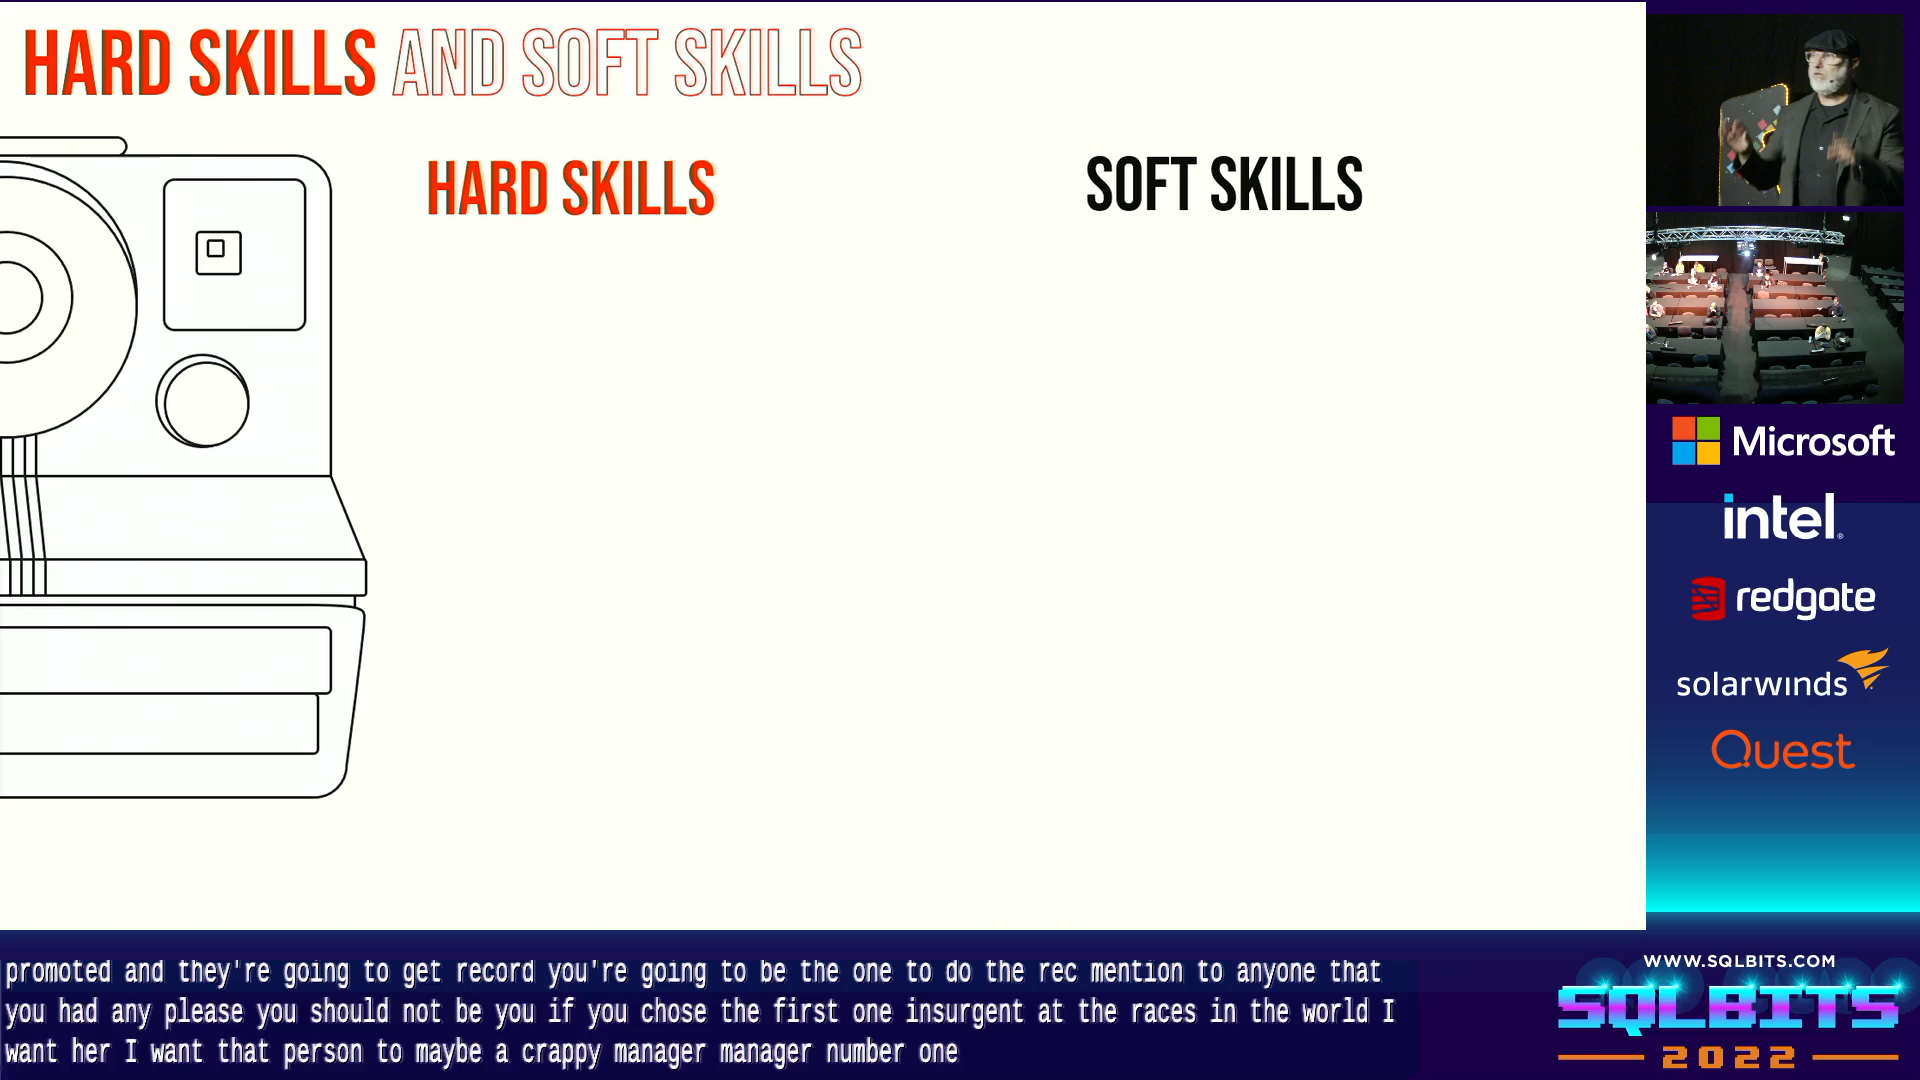 HARD SKILLS AND SOFT SKILLS
HARD SKILLS
SOFT SKILLS
Microsoft
intel
redgate
solarwinds
Quest
promoted and they're going to get record you're going to be the one to do the rec mention to anyone that
you had any please you should not be you if you chose the first one insurgent at the races in the world I
want her I want that person to maybe a crappy manager manager number one
WWW.SQLBITS.COM
SQLBITS
2022